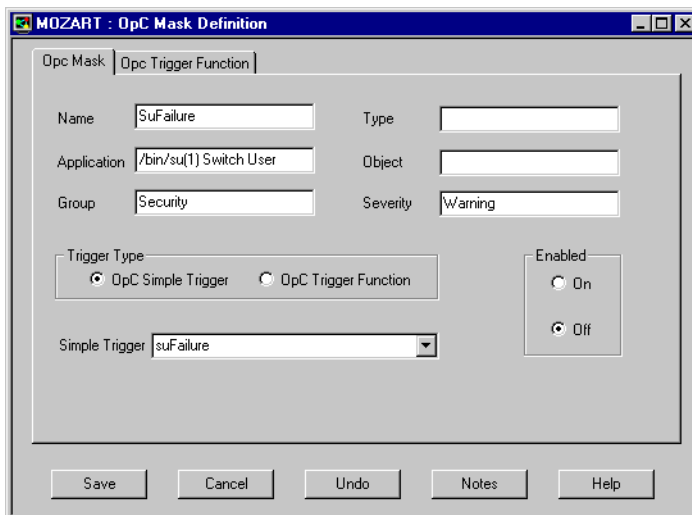 MOZART : OpC Mask Definition
Opc Mask Opc Trigger Function
Name SuFailure Type
Application /bin/su(1) Switch User Object
Group Security Severity Warning
Trigger Type Enabled
OpC Simple Trigger OpC Trigger Function On
Off
Simple Trigger suFailure
Save Cancel Undo Notes Help